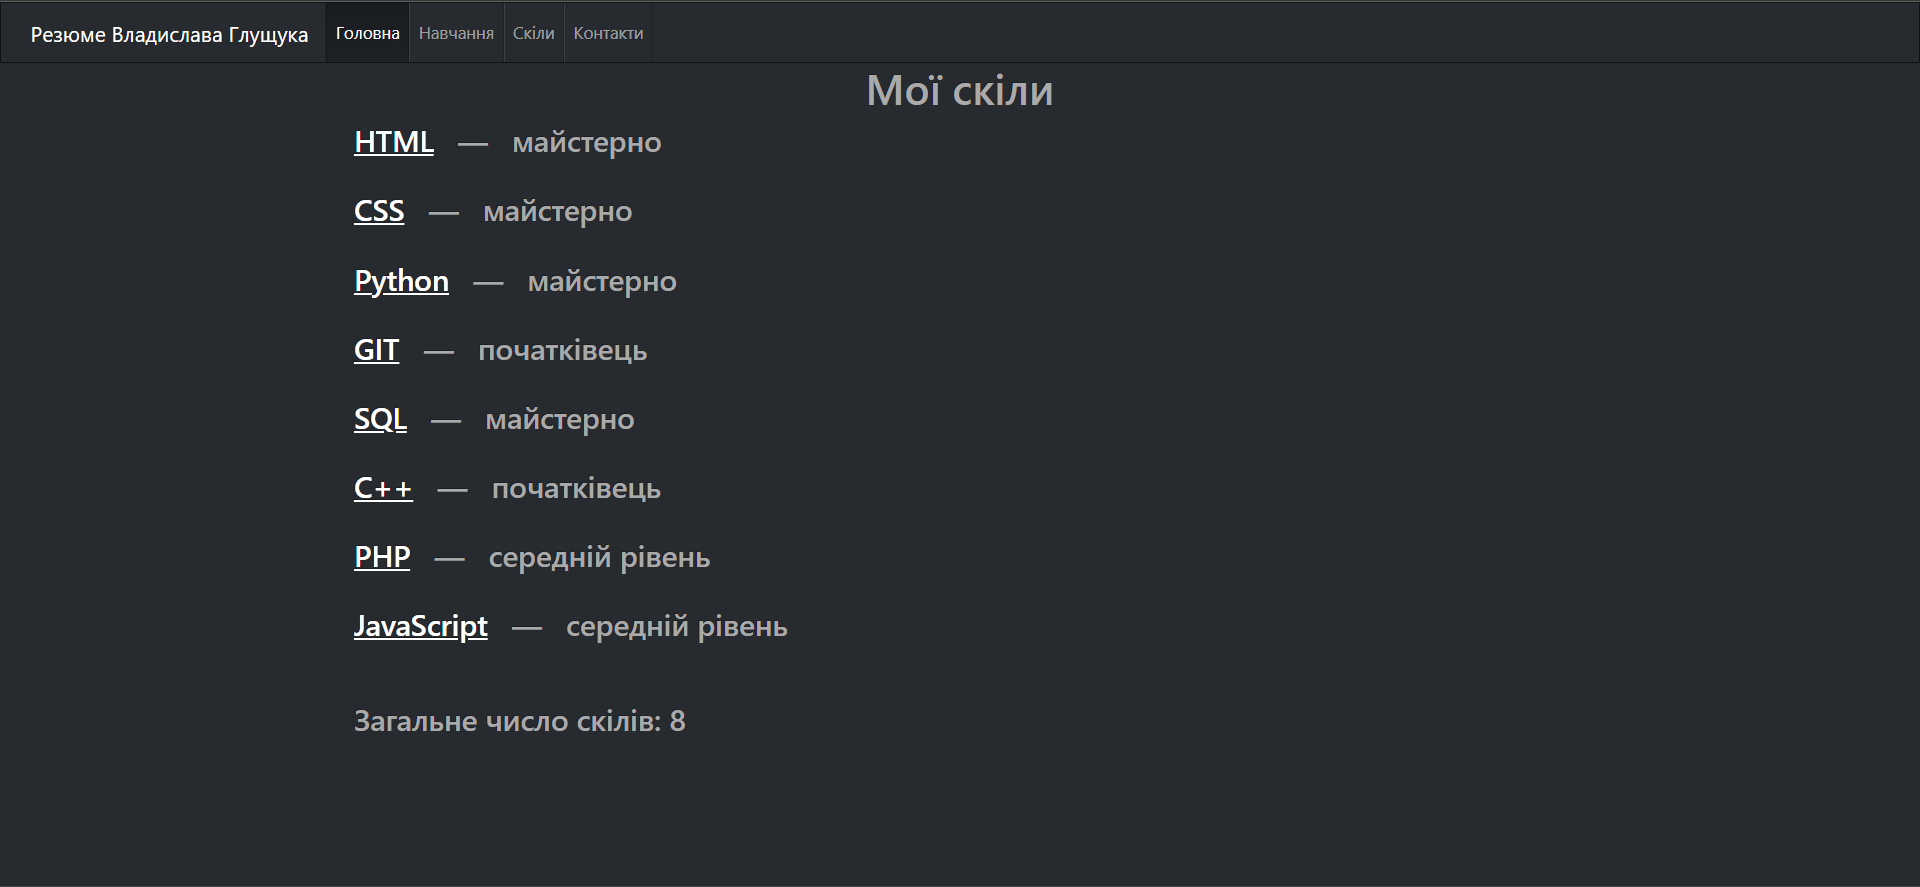 Резюме Владислава Глущука Головна Навчання Скіли Контакти
Мої скіли
HTML — майстерно
CSS — майстерно
Python — майстерно
GIT — початківець
SQL — майстерно
C++ — початківець
PHP — середній рівень
JavaScript — середній рівень
Загальне число скілів: 8